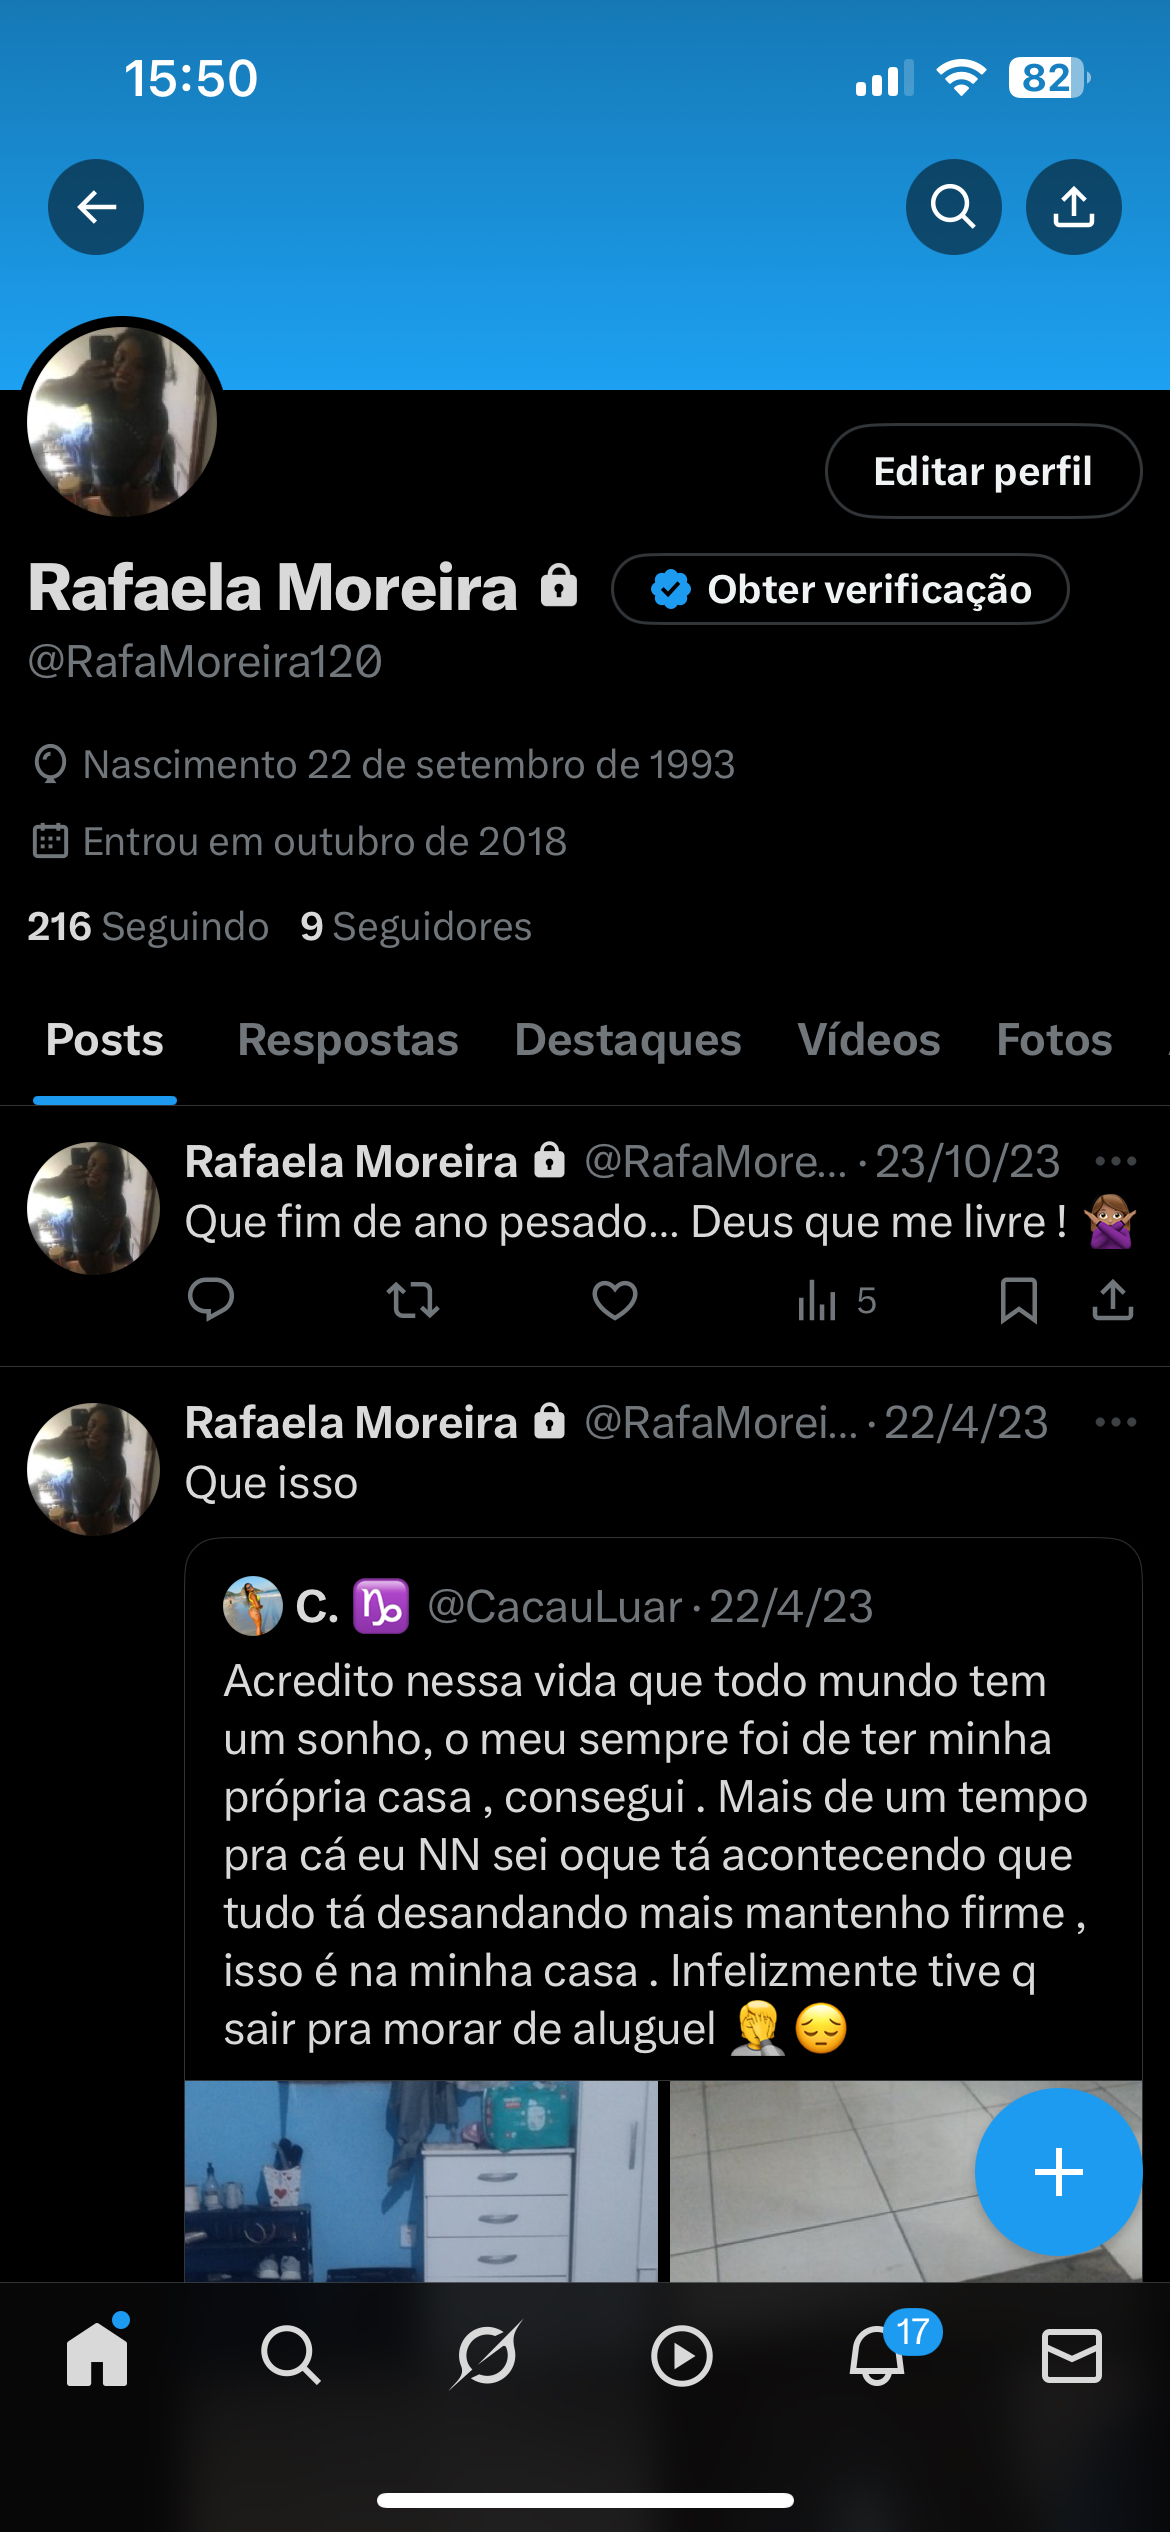 15:50
82
Editar perfil
Rafaela Moreira
Obter verificação
@RafaMoreira120
Nascimento 22 de setembro de 1993
Entrou em outubro de 2018
216 Seguindo 9 Seguidores
Posts Respostas Destaques Vídeos Fotos
Rafaela Moreira @RafaMore... · 23/10/23
Que fim de ano pesado... Deus que me livre ! 🙅🏽‍♀️
5
Rafaela Moreira @RafaMorei... · 22/4/23
Que isso
C. ♑ @CacauLuar · 22/4/23
Acredito nessa vida que todo mundo tem
um sonho, o meu sempre foi de ter minha
própria casa , consegui . Mais de um tempo
pra cá eu NN sei oque tá acontecendo que
tudo tá desandando mais mantenho firme ,
isso é na minha casa . Infelizmente tive q
sair pra morar de aluguel 🤦😔
17